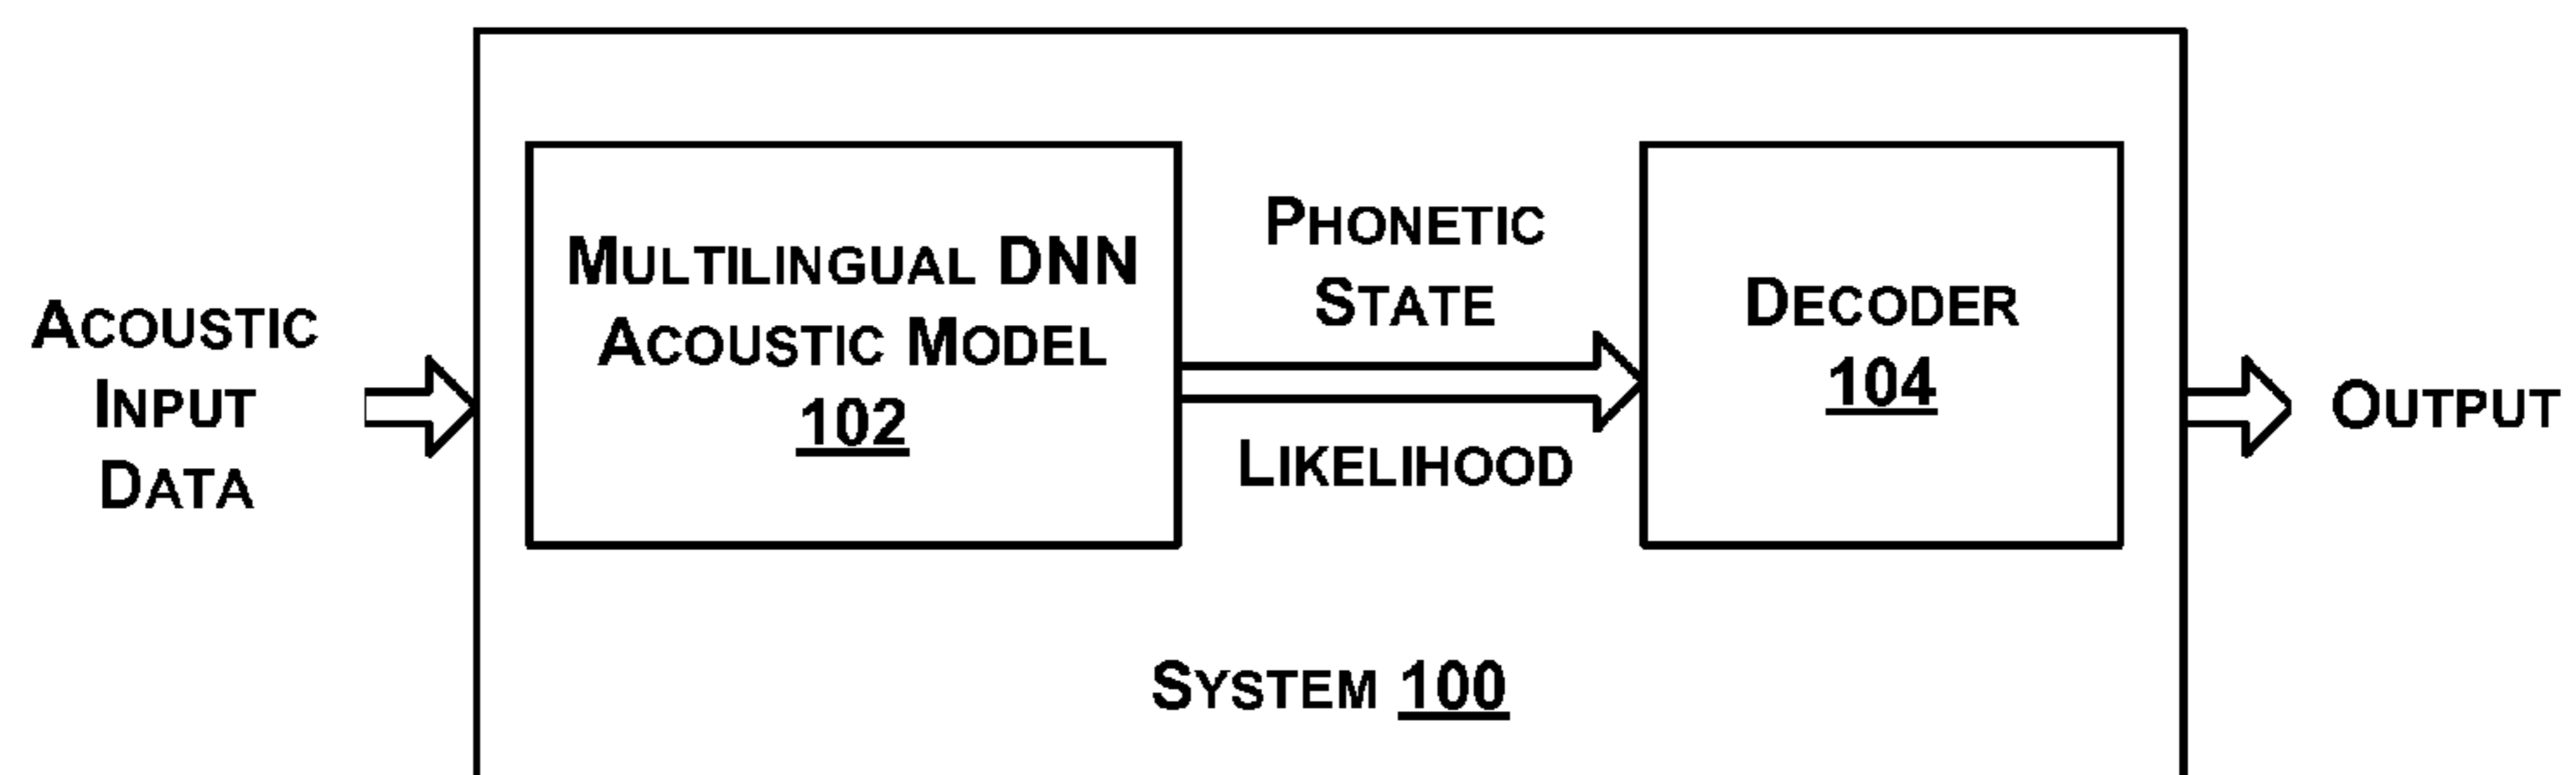 ACOUSTIC
INPUT
DATA
MULTILINGUAL DNN
ACOUSTIC MODEL
102
PHONETIC
STATE
LIKELIHOOD
DECODER
104
OUTPUT
SYSTEM 100